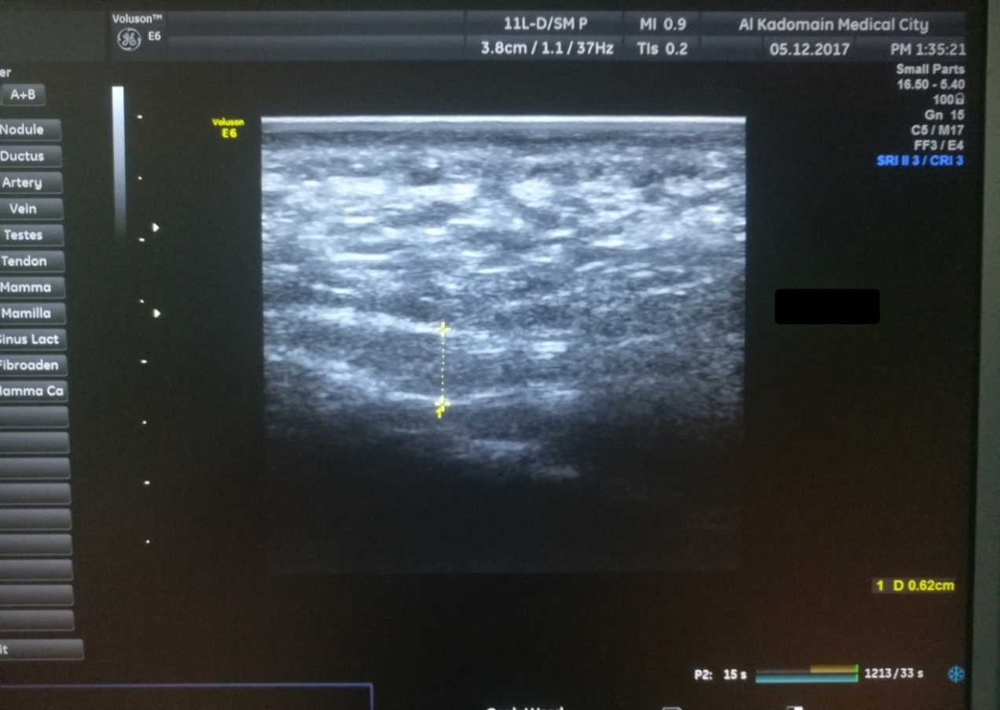 Voluson™
E6
11L-D/SM P
MI 0.9
Al Kadomain Medical City
3.8cm / 1.1 / 37Hz
TIs 0.2
05.12.2017
PM 1:35:21
er
A+B
Nodule
Ductus
Artery
Vein
Testes
Tendon
Mamma
Mamilla
Sinus Lact
Fibroaden
Mamma Ca
it
Voluson
E6
Small Parts
16.50 - 5.40
100
Gn 15
C5 / M17
FF3 / E4
SRI II 3 / CRI 3
1
1 D 0.62cm
P2: 15 s
1213/33 s